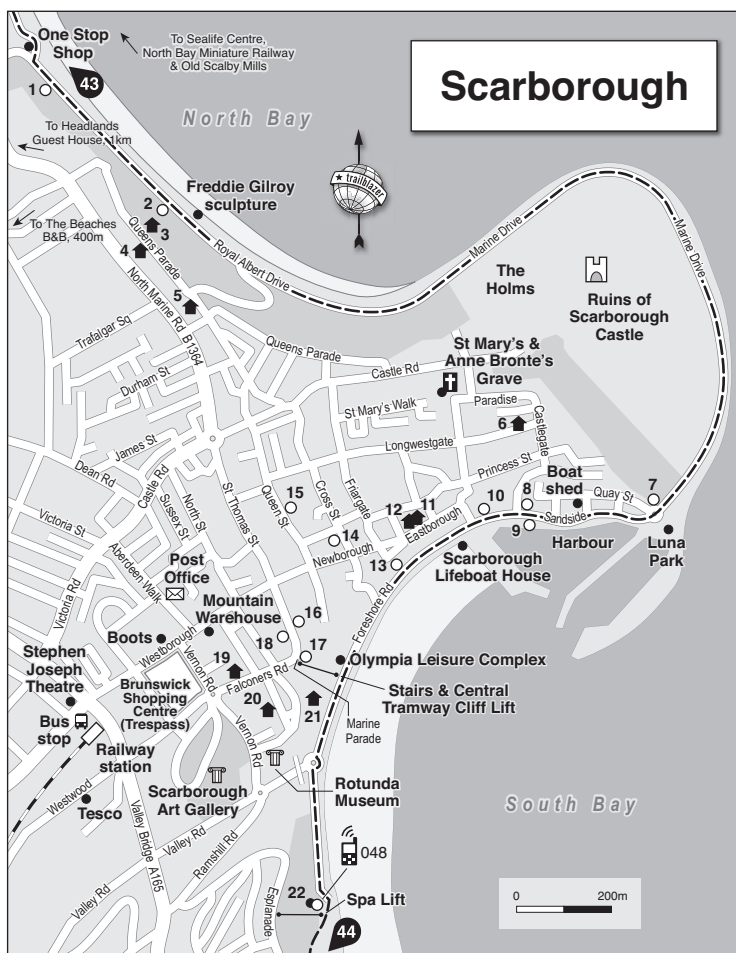 One Stop
Shop
To Sealife Centre,
North Bay Miniature Railway
& Old Scalby Mills
Scarborough
43
1
North Bay
To Headlands
Guest House, 1km
trailblazer
Freddie Gilroy
sculpture
2
3
To The Beaches
B&B, 400m
4
Queens Parade
Royal Albert Drive
Marine Drive
Marine Drive
North Marine Rd B1364
5
The
Holms
Ruins of
Scarborough
Castle
Trafalgar Sq
Queens Parade
St Mary's &
Anne Bronte's
Grave
Castle Rd
Durham St
St Mary's Walk
Paradise
6
Castlegate
James St
Longwestgate
Dean Rd
Castle Rd
Princess St
Sussex St
North St
St. Thomas St
Queen St
Cross St
Friargate
15
12
11
10
8
Boat
shed
Quay St
7
Victoria St
Eastborough
Sandside
9
14
Newborough
13
Harbour
Luna
Park
Aberdeen Walk
Post
Office
Scarborough
Lifeboat House
Victoria Rd
Foreshore Rd
Mountain
Warehouse
16
Boots
Westborough
18
17
Stephen
Joseph
Theatre
Vernon Rd
19
Falconers Rd
Olympia Leisure Complex
Brunswick
Shopping
Centre
(Trespass)
20
21
Stairs & Central
Tramway Cliff Lift
Bus
stop
Marine
Parade
Railway
station
Vernon Rd
Westwood
Scarborough
Art Gallery
Rotunda
Museum
Tesco
South Bay
Valley Bridge A165
Valley Rd
Ramshill Rd
048
Valley Rd
Esplanade
22
Spa Lift
0
200m
44